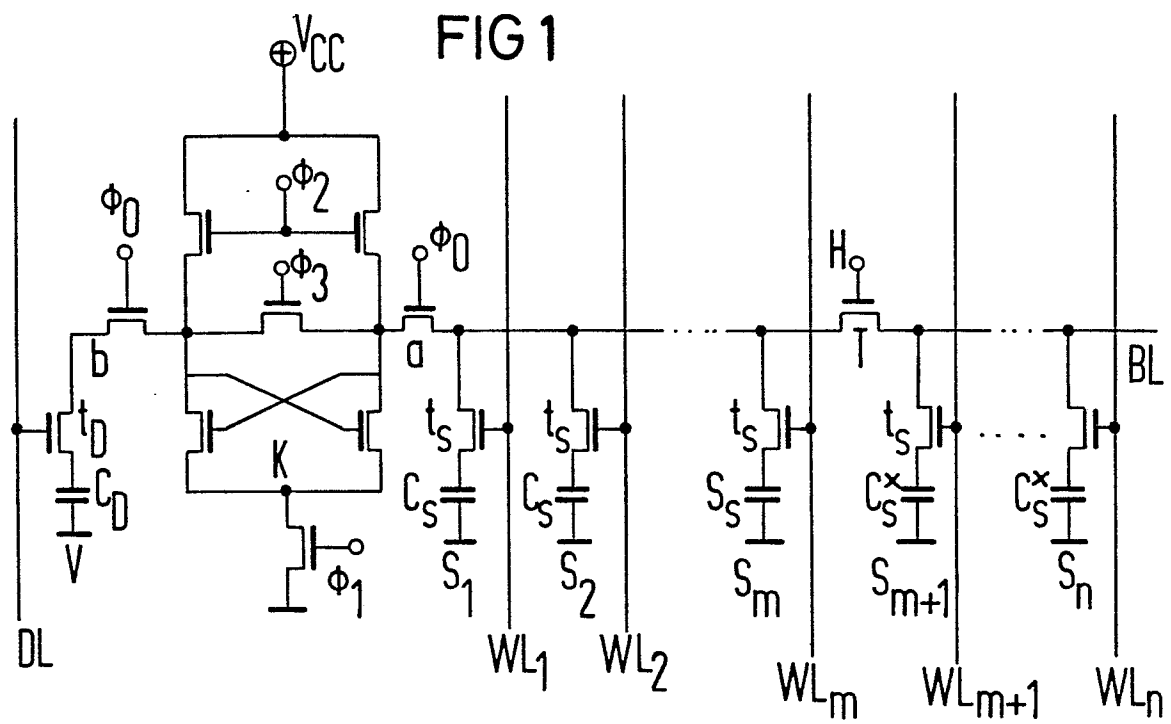 FIG 1
⊕ VCC
ϕ0
ϕ2
ϕ3
ϕ0
H
b
a
T
BL
tD
K
tS
tS
tS
tS
CD
CS
CS
SS
CS×
CS×
V
ϕ1
S1
S2
Sm
Sm+1
Sn
DL
WL1
WL2
WLm
WLm+1
WLn